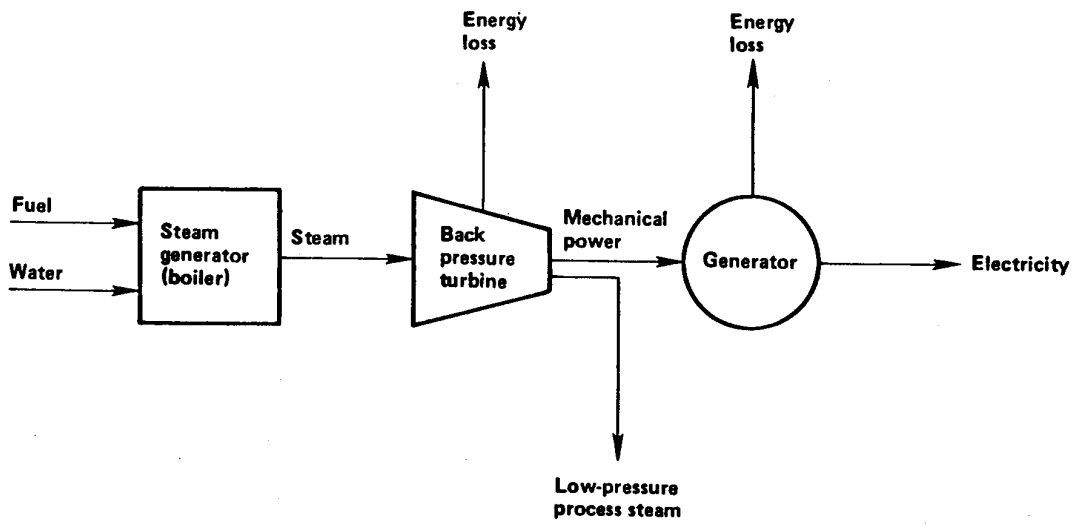 Energy
loss
Energy
loss
Fuel
Water
Steam
generator
(boiler)
Steam
Back
pressure
turbine
Mechanical
power
Generator
Electricity
Low-pressure
process steam